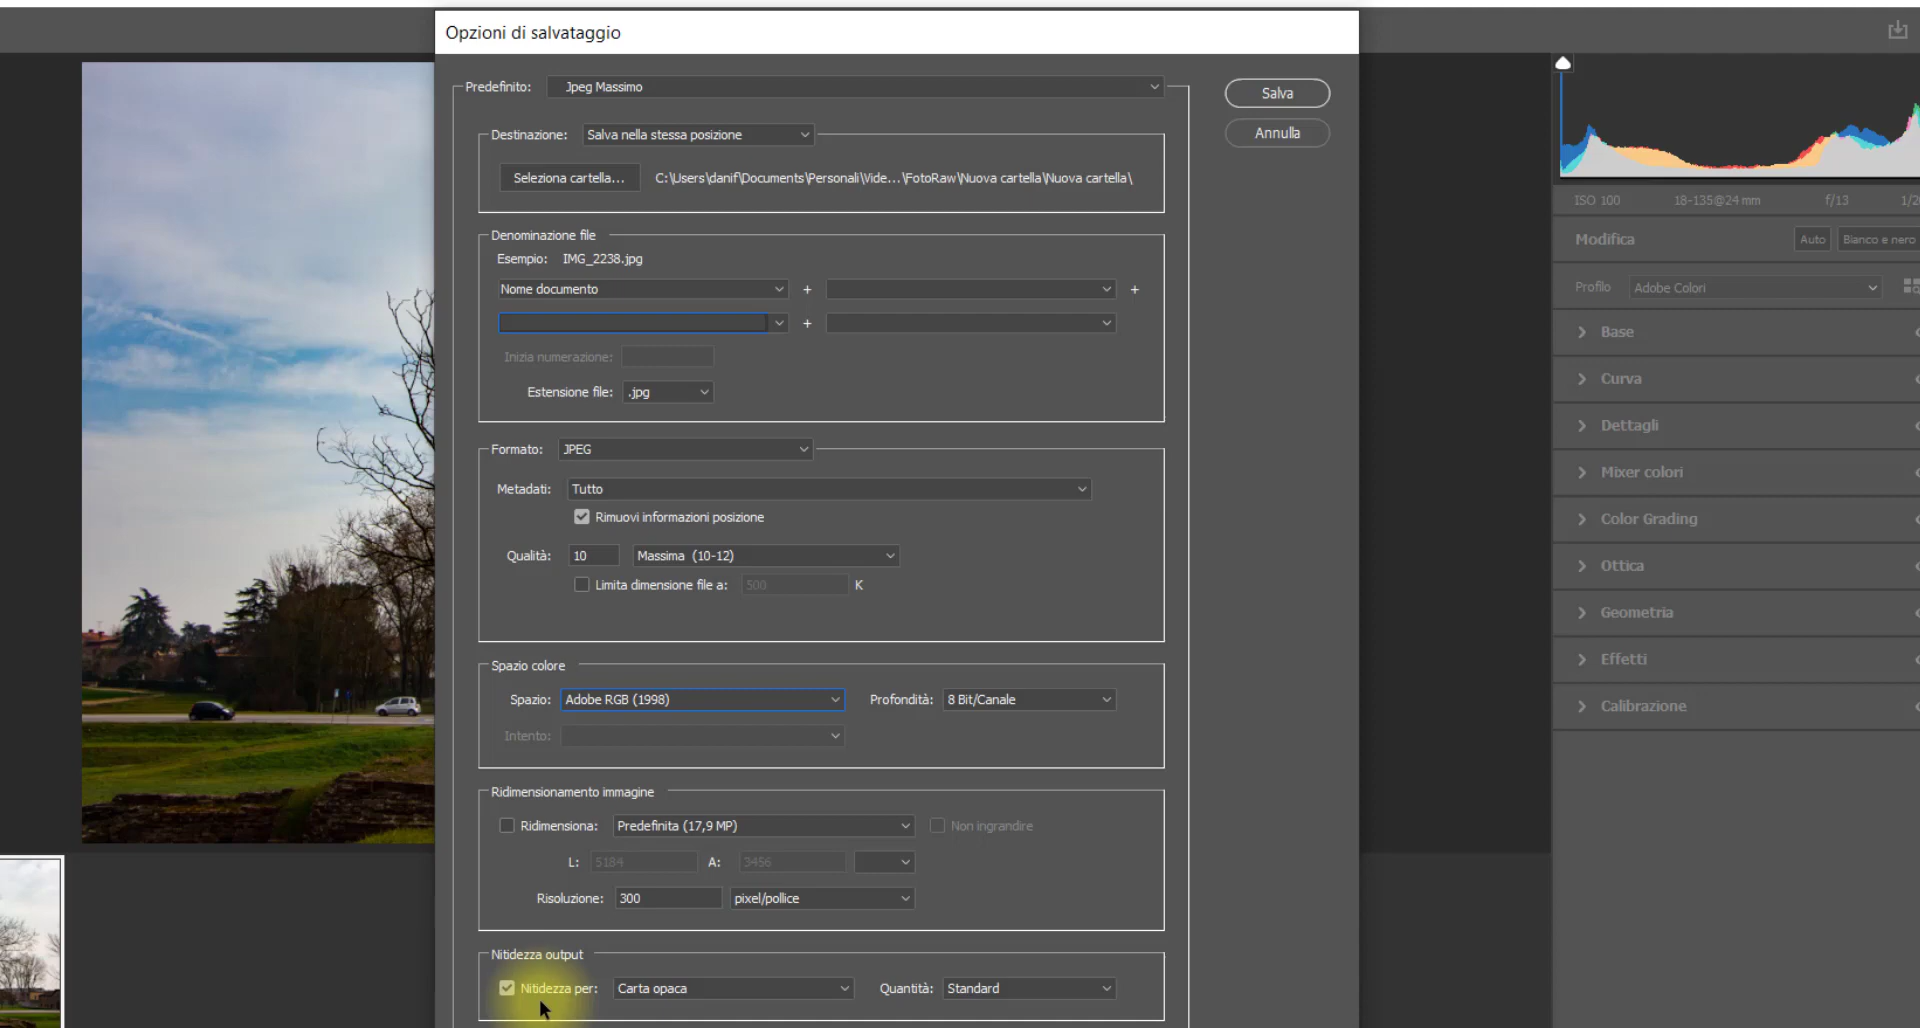 Opzioni di salvataggio
Predefinito: Jpeg Massimo
Salva
Annulla
Destinazione: Salva nella stessa posizione
Seleziona cartella... C:\Users\danif\Documents\Personali\Vide...\FotoRaw\Nuova cartella\Nuova cartella\
Denominazione file
Esempio: IMG_2238.jpg
Nome documento + +
+
Inizia numerazione:
Estensione file: .jpg
Formato: JPEG
Metadati: Tutto
Rimuovi informazioni posizione
Qualità: 10 Massima (10-12)
Limita dimensione file a: 500 K
Spazio colore
Spazio: Adobe RGB (1998) Profondità: 8 Bit/Canale
Intento:
Ridimensionamento immagine
Ridimensiona: Predefinita (17,9 MP) Non ingrandire
L: 5184 A: 3456
Risoluzione: 300 pixel/pollice
Nitidezza output
Nitidezza per: Carta opaca Quantità: Standard
ISO 100 18-135@24 mm f/13
Modifica Auto Bianco e nero
Profilo Adobe Colori
Base
Curva
Dettagli
Mixer colori
Color Grading
Ottica
Geometria
Effetti
Calibrazione